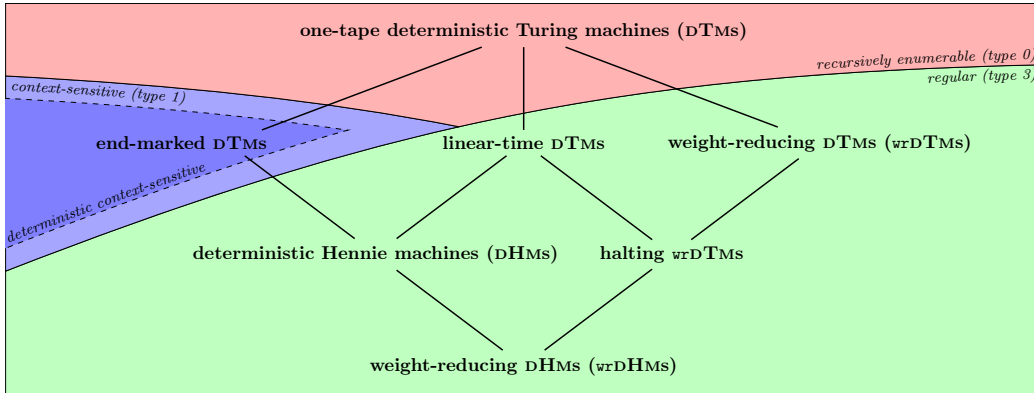 one-tape deterministic Turing machines (DTMs)
recursively enumerable (type 0)
regular (type 3)
context-sensitive (type 1)
end-marked DTMs
linear-time DTMs
weight-reducing DTMs (wrDTMs)
deterministic context-sensitive
deterministic Hennie machines (DHMs)
halting wrDTMs
weight-reducing DHMs (wrDHMs)